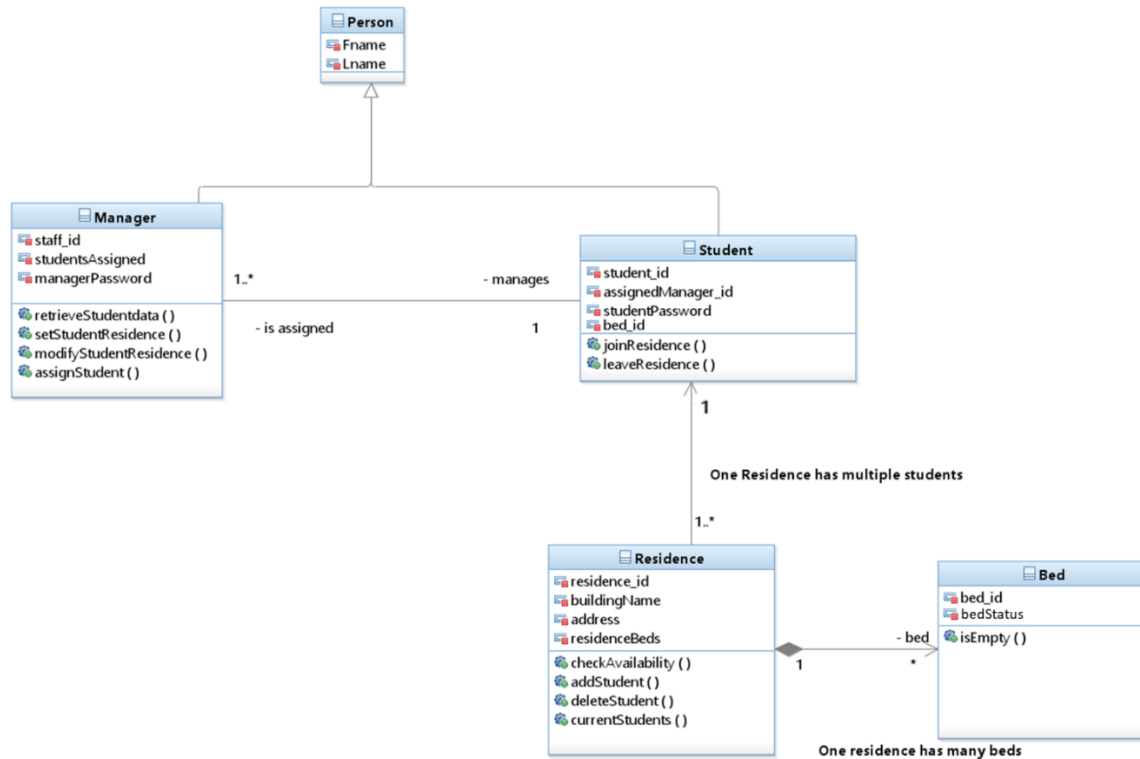 Person
Fname
Lname
Manager
staff_id
studentsAssigned
managerPassword
retrieveStudentdata ( )
setStudentResidence ( )
modifyStudentResidence ( )
assignStudent ( )
1..*
- manages
- is assigned
1
Student
student_id
assignedManager_id
studentPassword
bed_id
joinResidence ( )
leaveResidence ( )
1
One Residence has multiple students
1..*
Residence
residence_id
buildingName
address
residenceBeds
checkAvailability ( )
addStudent ( )
deleteStudent ( )
currentStudents ( )
- bed
1
*
Bed
bed_id
bedStatus
isEmpty ( )
One residence has many beds